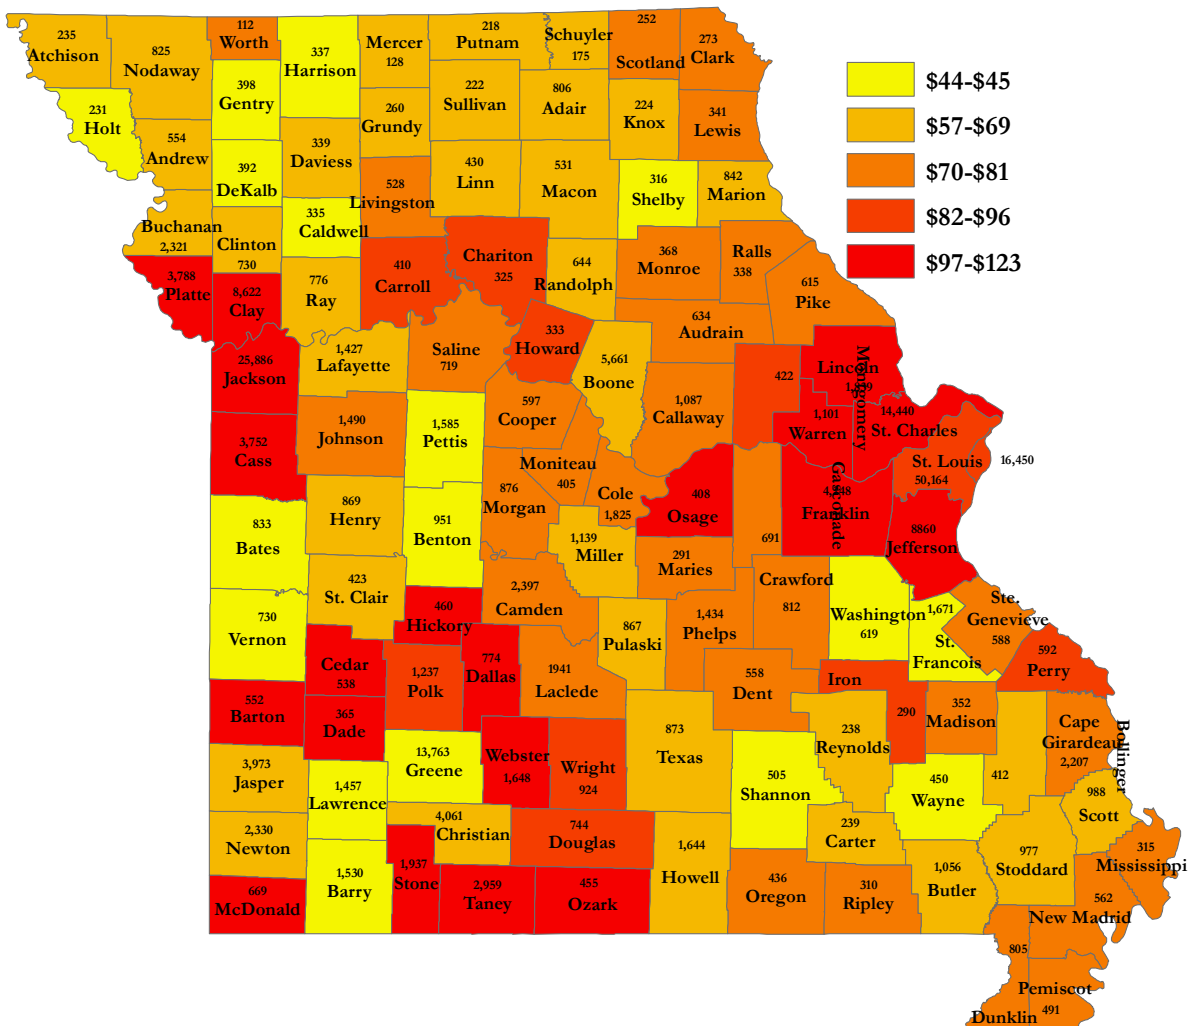 235
Atchison
825
Nodaway
112
Worth
337
Harrison
Mercer
128
218
Putnam
Schuyler
175
252
Scotland
273
Clark
$44-$45
231
Holt
398
Gentry
260
Grundy
222
Sullivan
806
Adair
224
Knox
341
Lewis
$57-$69
554
Andrew
392
DeKalb
339
Daviess
528
Livingston
430
Linn
531
Macon
316
Shelby
842
Marion
$70-$81
Buchanan
2,321
Clinton
730
335
Caldwell
$82-$96
3,788
Platte
8,622
Clay
776
Ray
410
Carroll
Chariton
325
644
Randolph
368
Monroe
Ralls
338
615
Pike
$97-$123
25,886
Jackson
1,427
Lafayette
Saline
719
333
Howard
5,661
Boone
634
Audrain
422
Montgomery
Lincoln
3,752
Cass
1,490
Johnson
1,585
Pettis
597
Cooper
1,087
Callaway
1,101
Warren
14,440
St. Charles
Moniteau
405
Cole
1,825
St. Louis
50,164
16,450
833
Bates
869
Henry
951
Benton
876
Morgan
1,139
Miller
408
Osage
691
Gasconade
Franklin
8860
Jefferson
730
Vernon
423
St. Clair
460
Hickory
2,397
Camden
291
Maries
867
Pulaski
1,434
Phelps
Crawford
812
Washington
619
1,671
St.
Francois
Ste.
Genevieve
588
592
Perry
552
Barton
Cedar
538
365
Dade
1,237
Polk
774
Dallas
1941
Laclede
558
Dent
Iron
290
352
Madison
Cape
Girardeau
2,207
Bollinger
412
3,973
Jasper
1,457
Lawrence
13,763
Greene
Webster
1,648
Wright
924
873
Texas
505
Shannon
238
Reynolds
450
Wayne
988
Scott
2,330
Newton
4,061
Christian
744
Douglas
1,644
Howell
239
Carter
977
Stoddard
315
Mississippi
669
McDonald
1,530
Barry
1,937
Stone
2,959
Taney
455
Ozark
436
Oregon
310
Ripley
1,056
Butler
562
New Madrid
805
Dunklin
Pemiscot
491